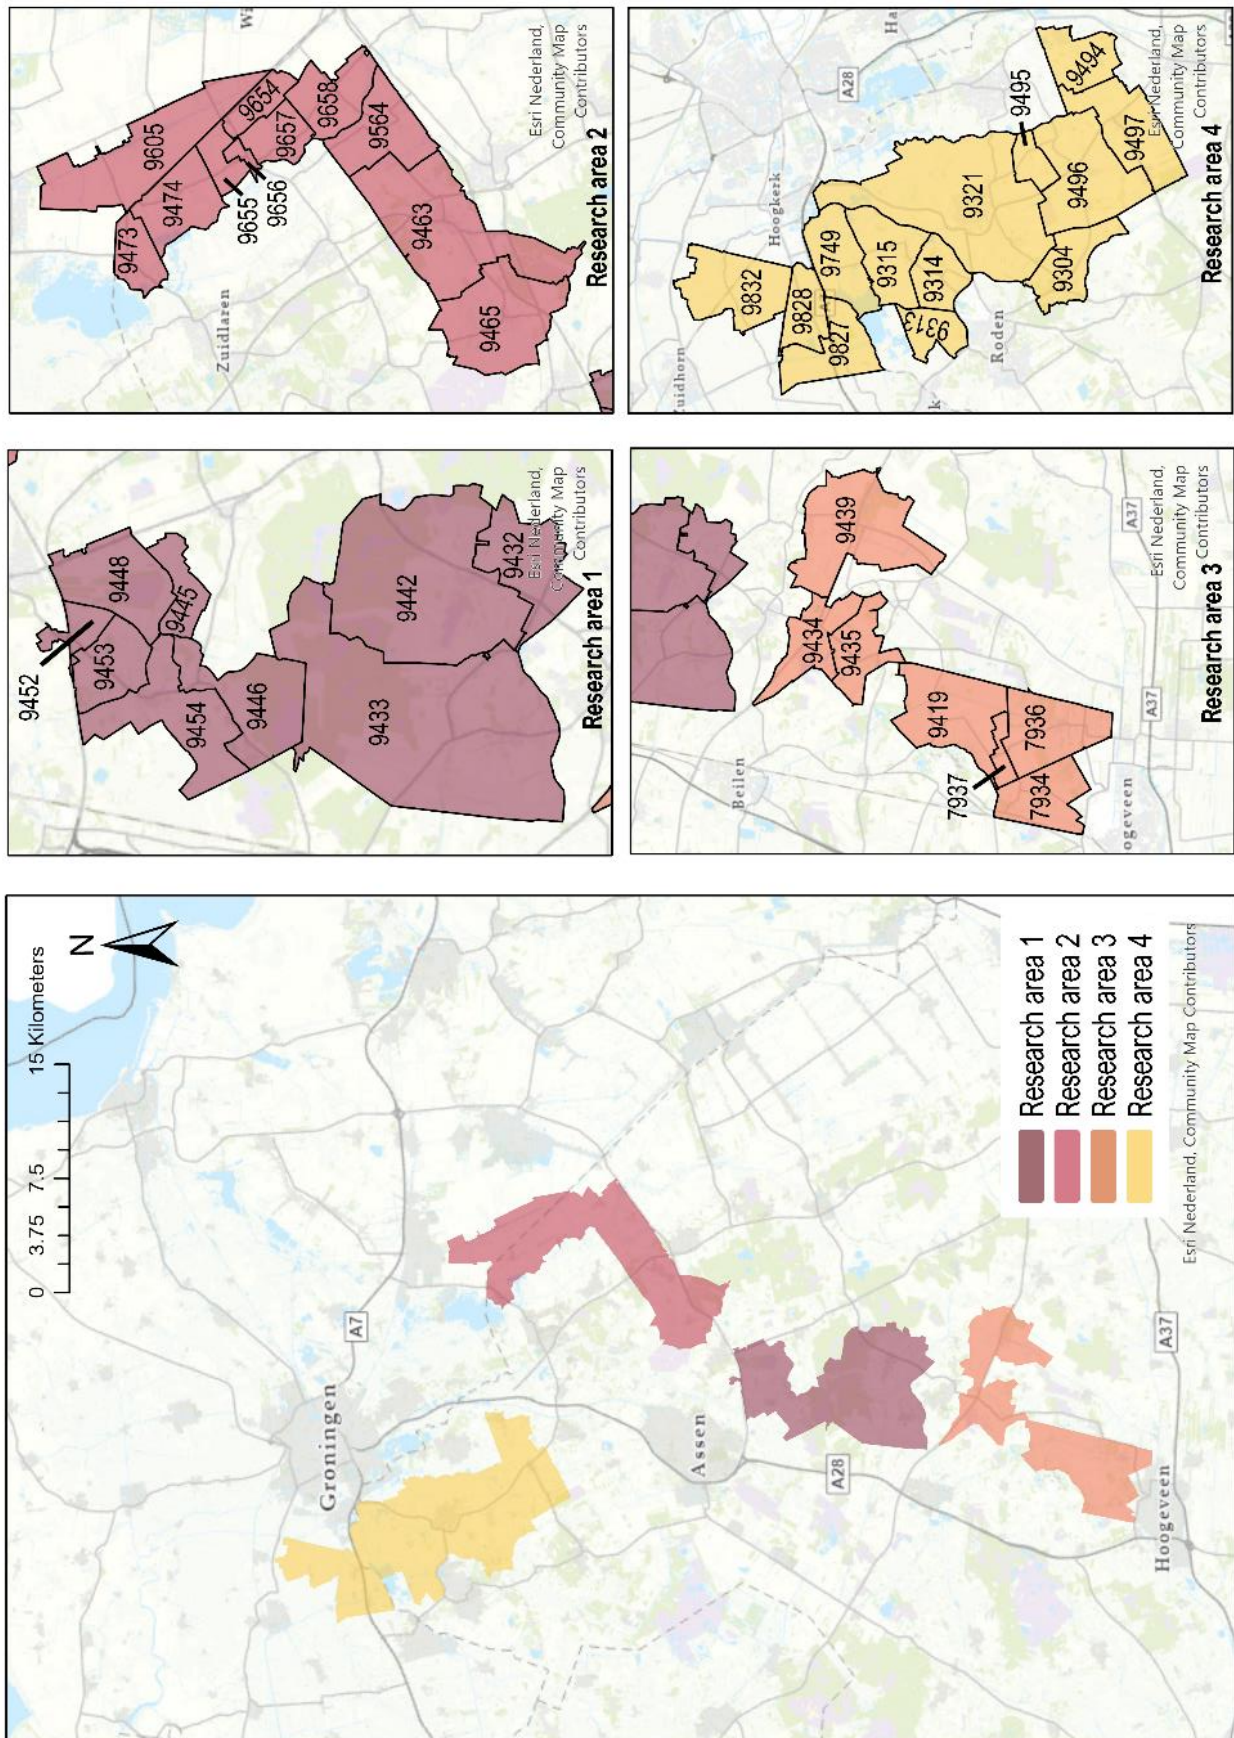 0 3.75 7.5 15 Kilometers
N
Groningen
A7
Assen
A28
Hoogeveen
A37
Research area 1
Research area 2
Research area 3
Research area 4
Esri Nederland, Community Map Contributors
9452
9453
9448
9445
9454
9446
9433
9442
9432
Esri Nederland,
Community Map
Contributors
Research area 1
Zuidlaren
Wi
9605
9473
9474
9654
9655
9656
9657
9658
9564
9463
9465
Esri Nederland,
Community Map
Contributors
Research area 2
Beilen
9439
9434
9435
9419
7937
7936
7934
ogeveen
A37
A37
Esri Nederland,
Community Map
Contributors
Research area 3
Zuidhorn
Hoogkerk
Ha
A28
Roden
k
9832
9828
9827
9749
9315
9314
9313
9321
9304
9495
9496
9494
9497
Esri Nederland,
Community Map
Contributors
Research area 4